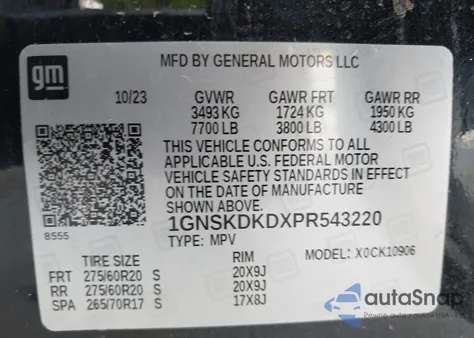 gm
MFD BY GENERAL MOTORS LLC
10/23 GVWR GAWR FRT GAWR RR
3493 KG 1724 KG 1950 KG
7700 LB 3800 LB 4300 LB
THIS VEHICLE CONFORMS TO ALL
APPLICABLE U.S. FEDERAL MOTOR
VEHICLE SAFETY STANDARDS IN EFFECT
ON THE DATE OF MANUFACTURE
SHOWN ABOVE.
8555
1GNSKDKDXPR543220
TYPE: MPV MODEL: X0CK10906
TIRE SIZE RIM
FRT 275/60R20 S 20X9J
RR 275/60R20 S 20X9J
SPA 265/70R17 S 17X8J
autoSnap
Pewne auto z USA